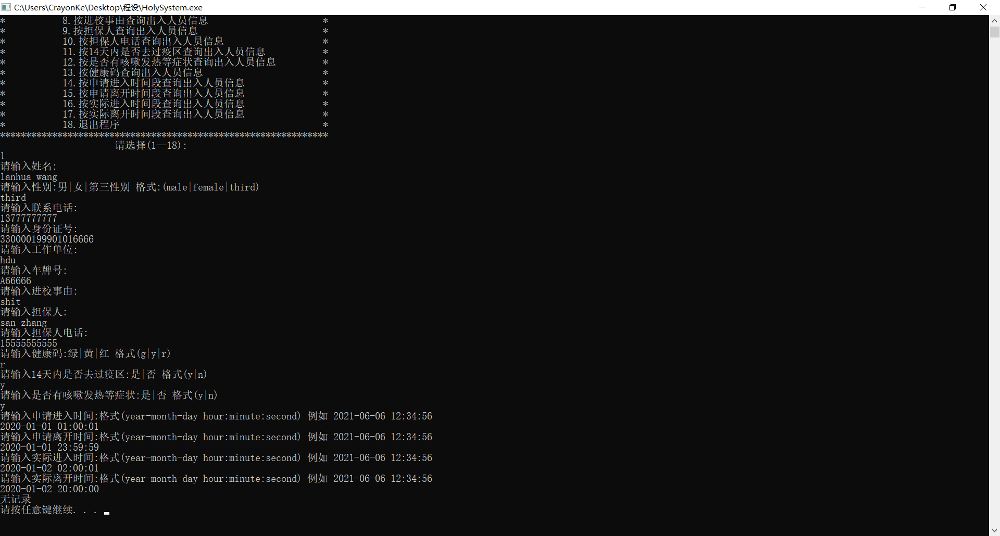 C:\Users\CrayonKe\Desktop\程设\HolySystem.exe
* 8.按进校事由查询出入人员信息 *
* 9.按担保人查询出入人员信息 *
* 10.按担保人电话查询出入人员信息 *
* 11.按14天内是否去过疫区查询出入人员信息 *
* 12.按是否有咳嗽发热等症状查询出入人员信息 *
* 13.按健康码查询出入人员信息 *
* 14.按申请进入时间段查询出入人员信息 *
* 15.按申请离开时间段查询出入人员信息 *
* 16.按实际进入时间段查询出入人员信息 *
* 17.按实际离开时间段查询出入人员信息 *
* 18.退出程序 *
***************************************************************
请选择(1—18):
1
请输入姓名:
lanhua wang
请输入性别:男|女|第三性别 格式:(male|female|third)
third
请输入联系电话:
13777777777
请输入身份证号:
330000199901016666
请输入工作单位:
hdu
请输入车牌号:
A66666
请输入进校事由:
shit
请输入担保人:
san zhang
请输入担保人电话:
15555555555
请输入健康码:绿|黄|红 格式(g|y|r)
r
请输入14天内是否去过疫区:是|否 格式(y|n)
y
请输入是否有咳嗽发热等症状:是|否 格式(y|n)
y
请输入申请进入时间:格式(year-month-day hour:minute:second) 例如 2021-06-06 12:34:56
2020-01-01 01:00:01
请输入申请离开时间:格式(year-month-day hour:minute:second) 例如 2021-06-06 12:34:56
2020-01-01 23:59:59
请输入实际进入时间:格式(year-month-day hour:minute:second) 例如 2021-06-06 12:34:56
2020-01-02 02:00:01
请输入实际离开时间:格式(year-month-day hour:minute:second) 例如 2021-06-06 12:34:56
2020-01-02 20:00:00
无记录
请按任意键继续. . .